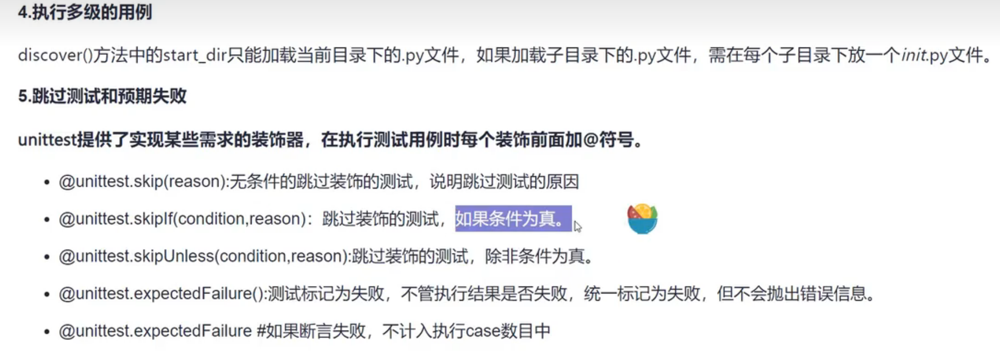 4.执行多级的用例
discover()方法中的start_dir只能加载当前目录下的.py文件，如果加载子目录下的.py文件，需在每个子目录下放一个init.py文件。
5.跳过测试和预期失败
unittest提供了实现某些需求的装饰器，在执行测试用例时每个装饰前面加@符号。
• @unittest.skip(reason):无条件的跳过装饰的测试，说明跳过测试的原因
• @unittest.skipIf(condition,reason)：跳过装饰的测试，如果条件为真。
• @unittest.skipUnless(condition,reason):跳过装饰的测试，除非条件为真。
• @unittest.expectedFailure():测试标记为失败，不管执行结果是否失败，统一标记为失败，但不会抛出错误信息。
• @unittest.expectedFailure #如果断言失败，不计入执行case数目中